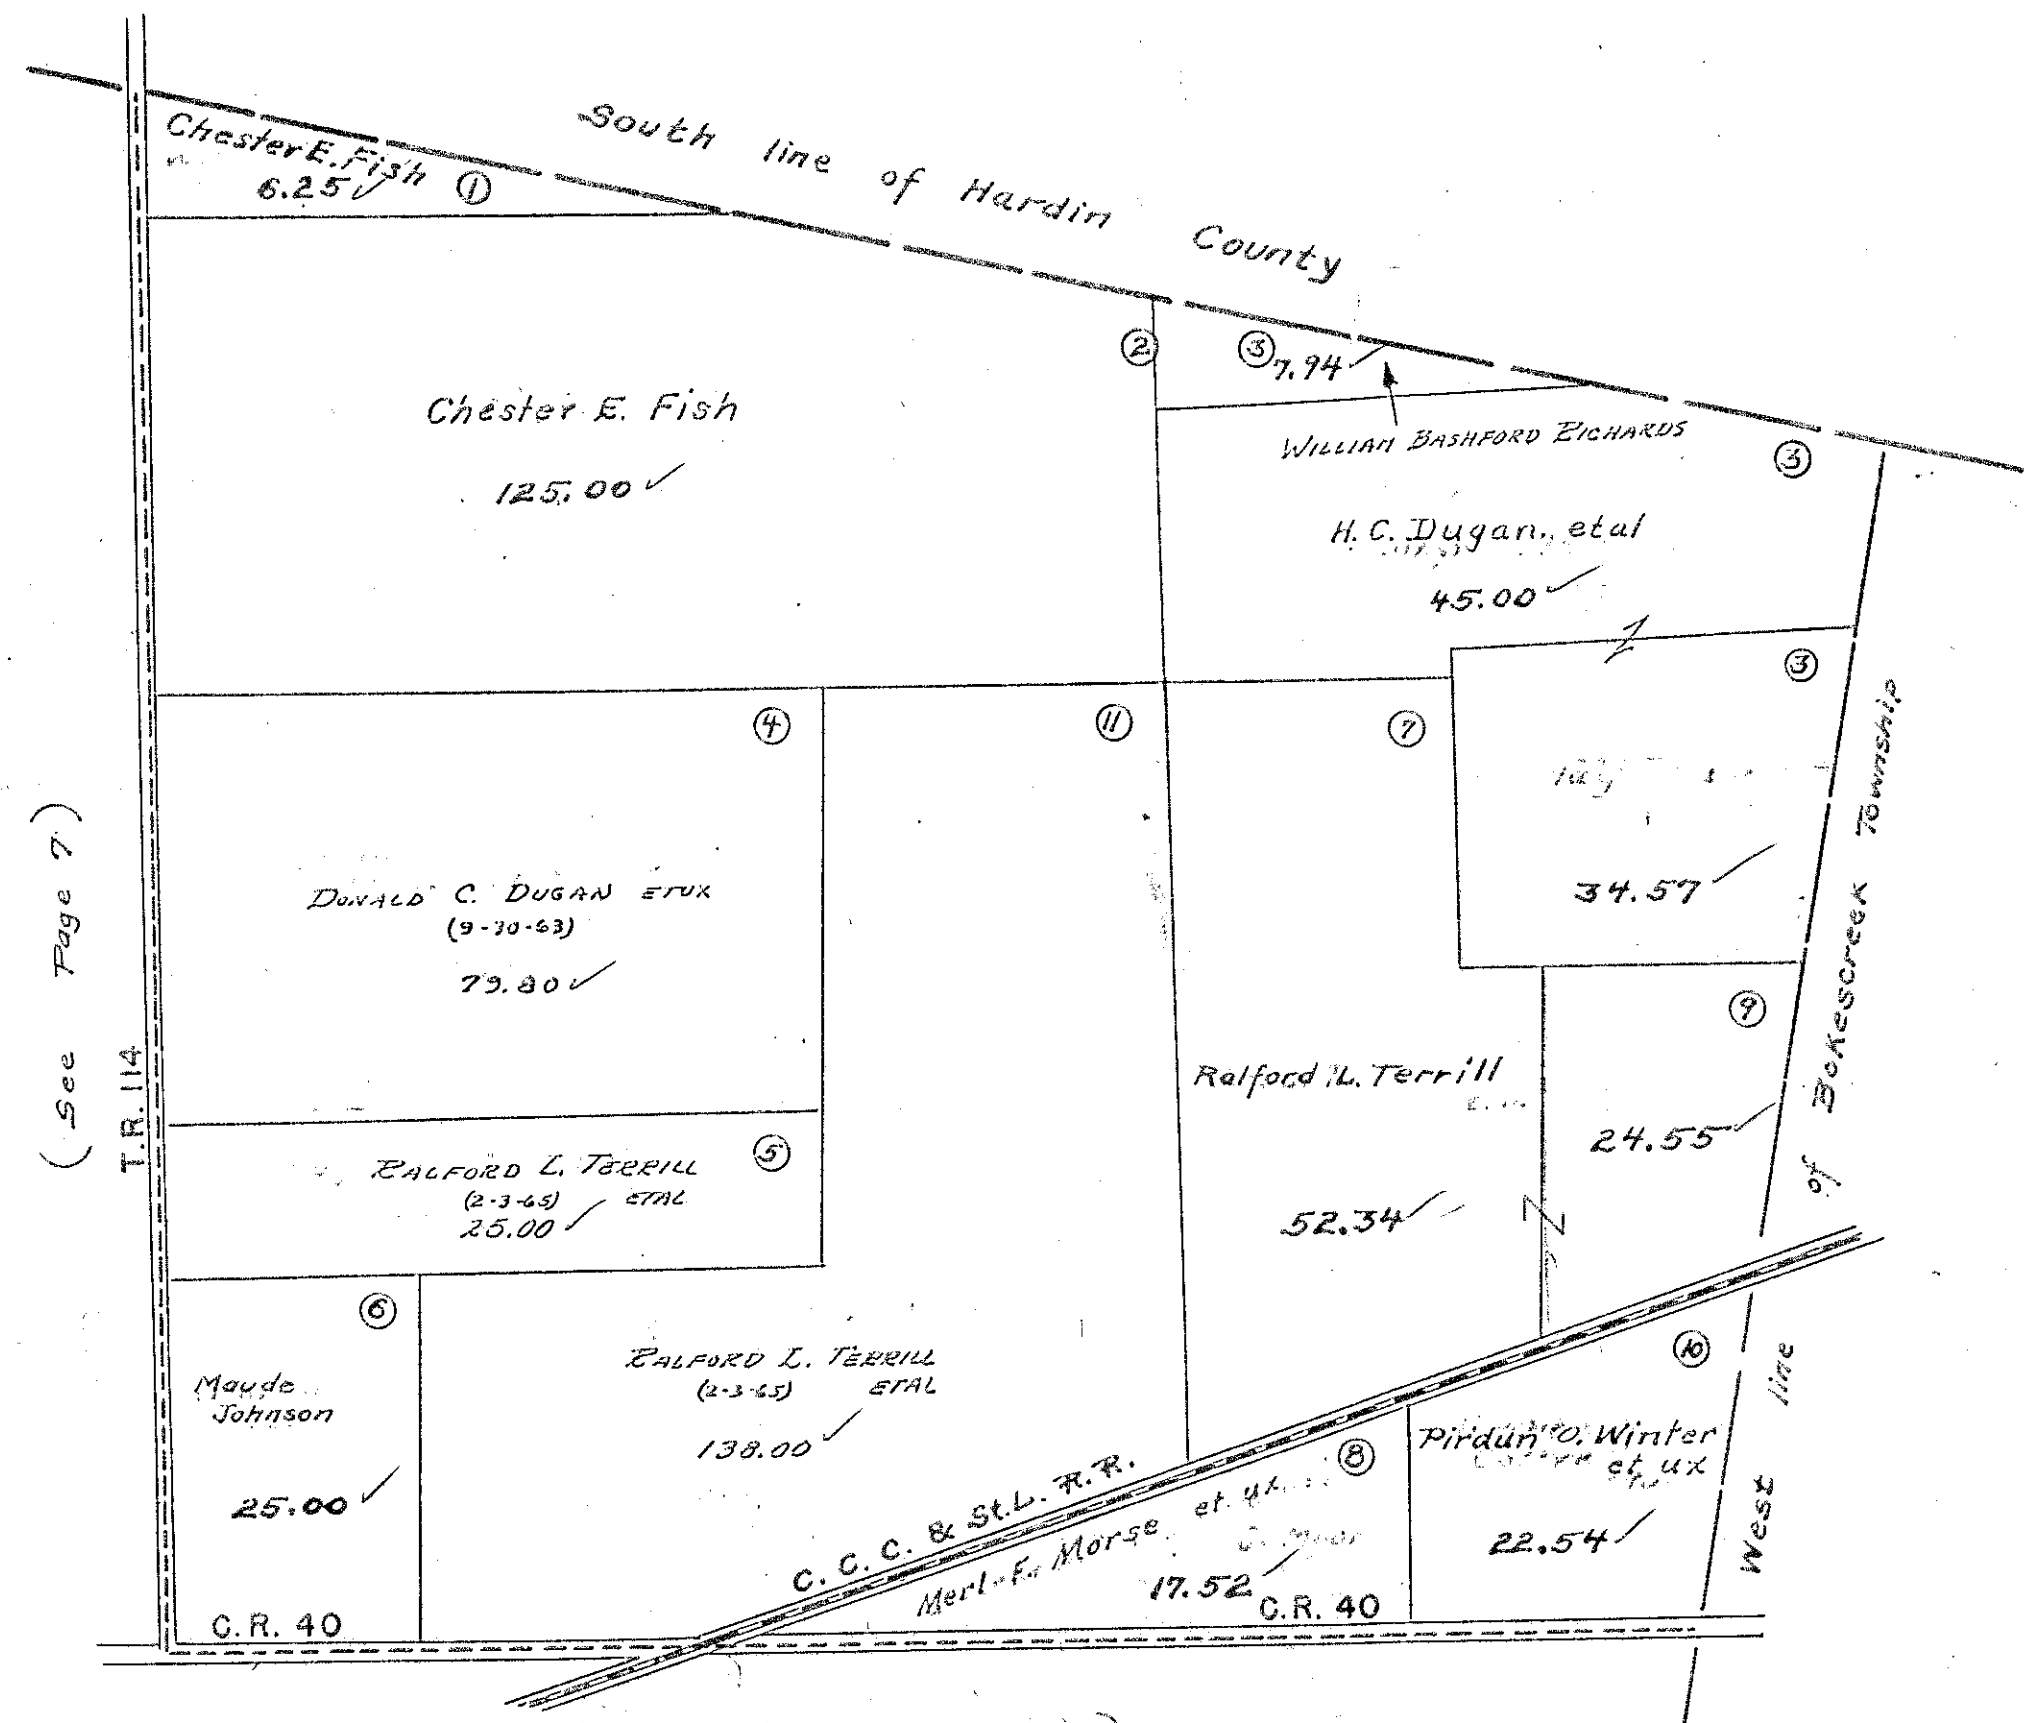 South line of Hardin County
Chester E. Fish
6.25
1
2
3
7.94
Chester E. Fish
125.00
WILLIAM BASHFORD RICHARDS
3
H. C. Dugan, etal
45.00
3
4
11
7
34.57
DONALD C. DUGAN ETUX
(9-30-63)
79.80
(See Page 7)
T.R. 114
9
Ralford L. Terrill
24.55
52.34
5
RALFORD L. TERRILL
(2-3-65) ETAL
25.00
6
Maude
Johnson
25.00
RALFORD L. TERRILL
(2-3-65) ETAL
138.00
10
8
Pirdun O. Winter
et ux
22.54
C. C. C. & St. L. R. R.
Merl F. Morse et ux
17.52
C.R. 40
C.R. 40
West line of Bokescreek Township